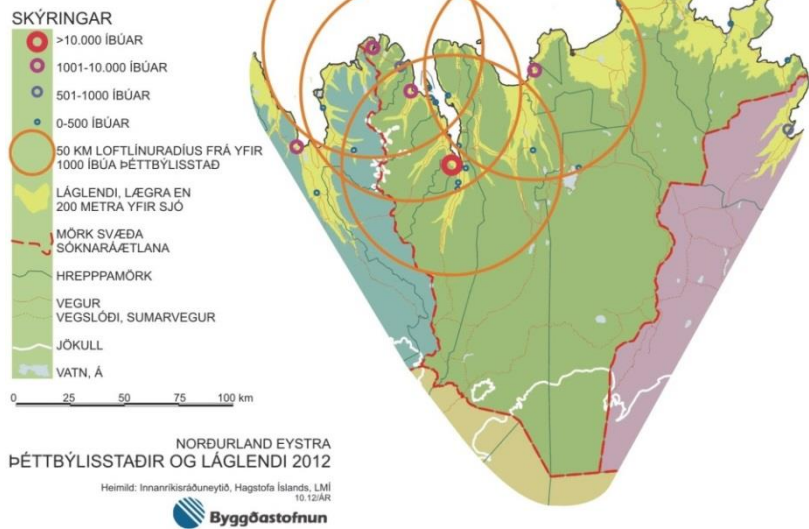 SKÝRINGAR
>10.000 ÍBÚAR
1001-10.000 ÍBÚAR
501-1000 ÍBÚAR
0-500 ÍBÚAR
50 KM LOFTLÍNURADÍUS FRÁ YFIR
1000 ÍBÚA ÞÉTTBÝLISSTAÐ
LÁGLENDI, LÆGRA EN
200 METRA YFIR SJÓ
MÖRK SVÆÐA
SÓKNARÁÆTLANA
HREPPPAMÖRK
VEGUR
VEGSLÓÐI, SUMARVEGUR
JÖKULL
VATN, Á
0 25 50 75 100 km
NORÐURLAND EYSTRA
ÞÉTTBÝLISSTAÐIR OG LÁGLENDI 2012
Heimild: Innanríkisráðuneytið, Hagstofa Íslands, LMÍ
10.12/ÁR
Byggðastofnun